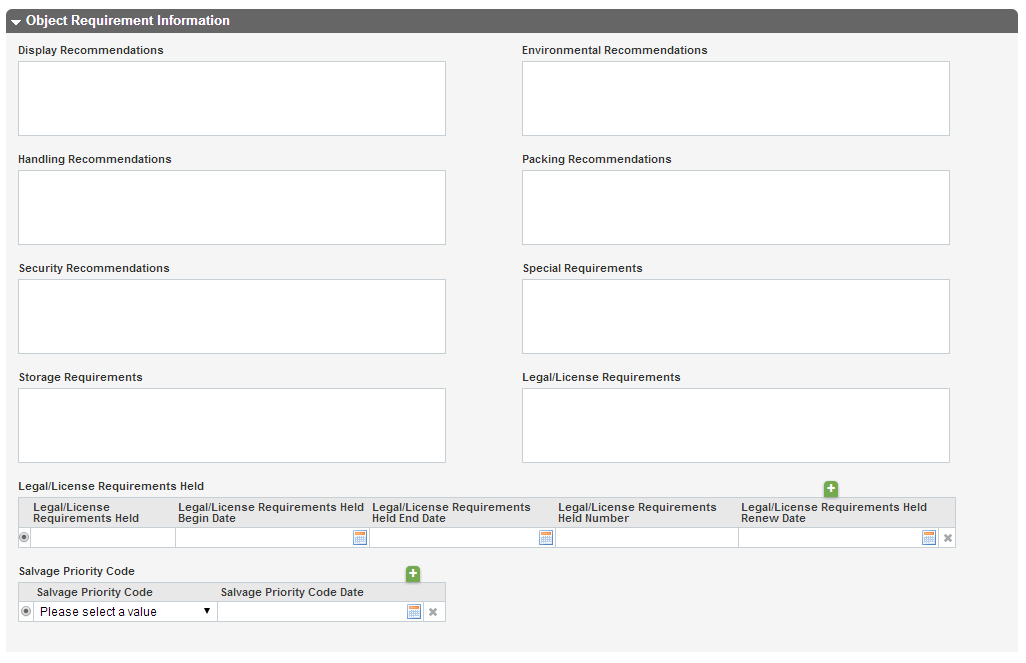 Object Requirement Information
Display Recommendations
Environmental Recommendations
Handling Recommendations
Packing Recommendations
Security Recommendations
Special Requirements
Storage Requirements
Legal/License Requirements
Legal/License Requirements Held
Legal/License
Requirements Held
Legal/License Requirements Held
Begin Date
Legal/License Requirements
Held End Date
Legal/License Requirements
Held Number
Legal/License Requirements Held
Renew Date
Salvage Priority Code
Salvage Priority Code
Salvage Priority Code Date
Please select a value